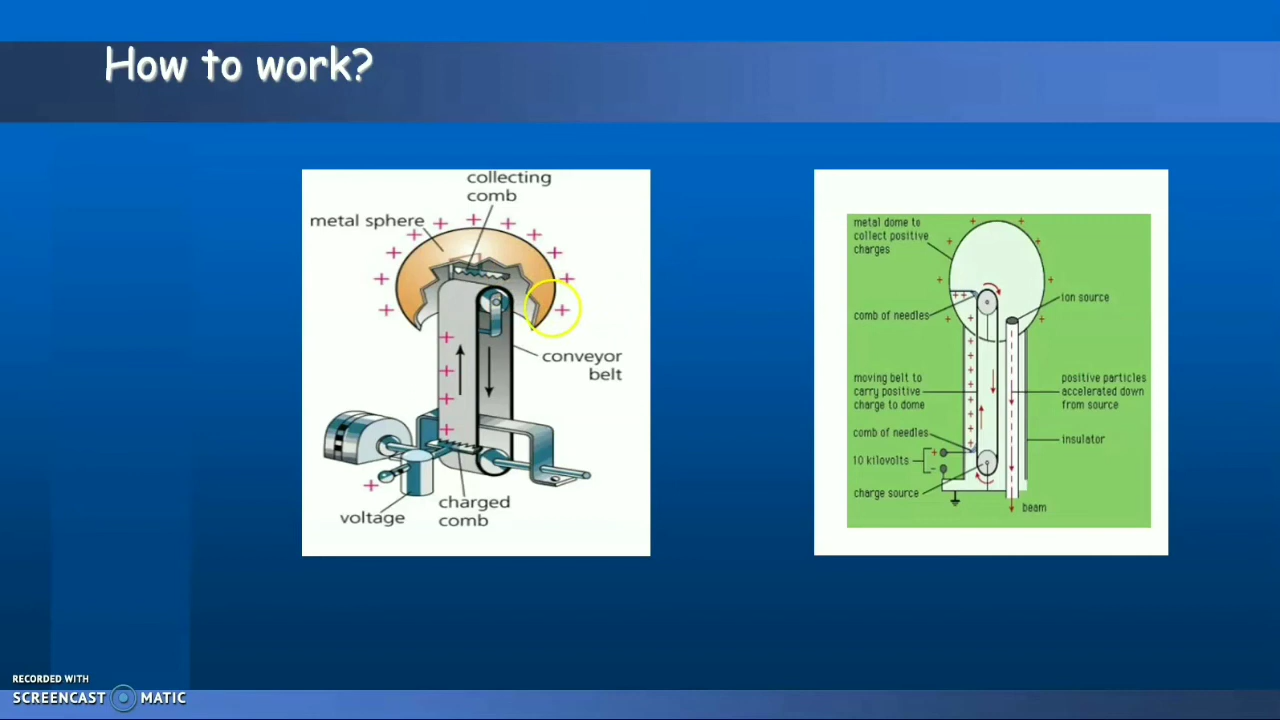 How to work?
collecting
comb
metal sphere
conveyor
belt
charged
comb
voltage
metal dome to
collect positive
charges
comb of needles
ion source
moving belt to
carry positive
charge to dome
positive particles
accelerated down
from source
comb of needles
insulator
10 kilovolts
charge source
beam
RECORDED WITH
SCREENCAST MATIC